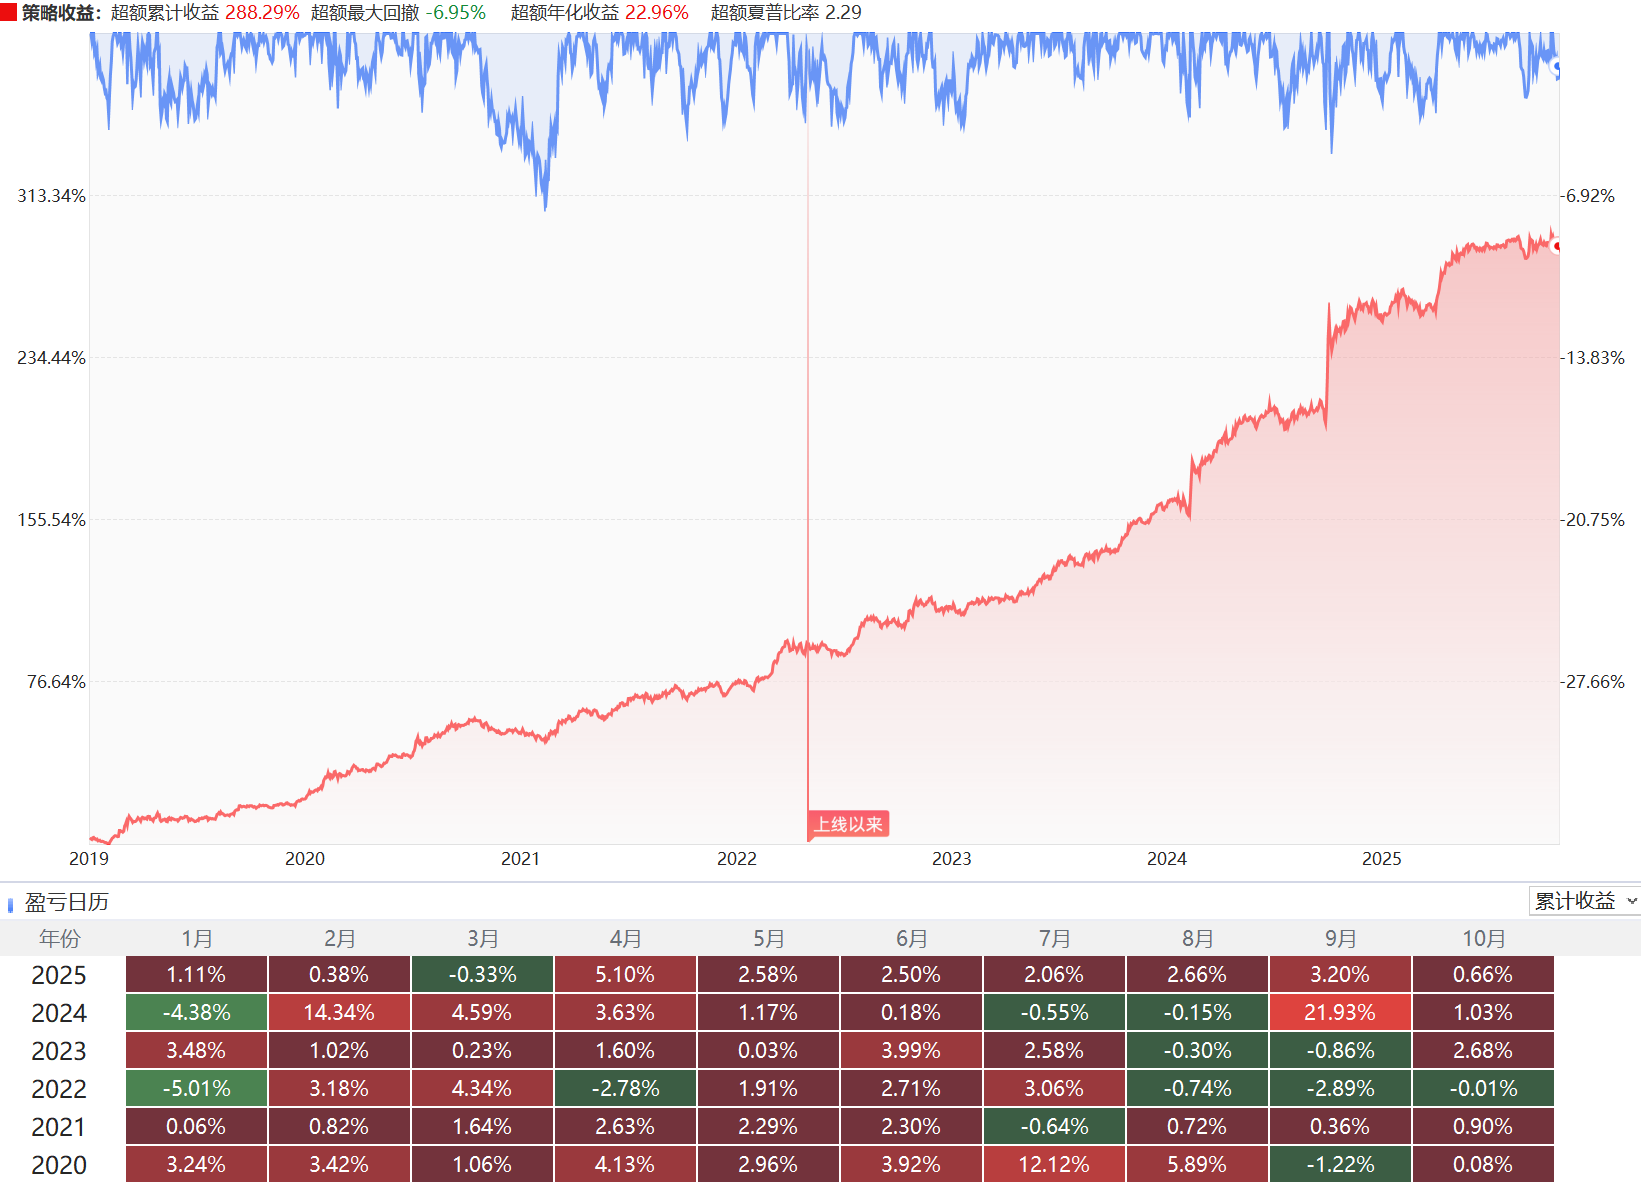 策略收益: 超额累计收益 288.29% 超额最大回撤 -6.95% 超额年化收益 22.96% 超额夏普比率 2.29
313.34% -6.92%
234.44% -13.83%
155.54% -20.75%
76.64% -27.66%
上线以来
2019 2020 2021 2022 2023 2024 2025
盈亏日历 累计收益
年份 1月 2月 3月 4月 5月 6月 7月 8月 9月 10月
2025 1.11% 0.38% -0.33% 5.10% 2.58% 2.50% 2.06% 2.66% 3.20% 0.66%
2024 -4.38% 14.34% 4.59% 3.63% 1.17% 0.18% -0.55% -0.15% 21.93% 1.03%
2023 3.48% 1.02% 0.23% 1.60% 0.03% 3.99% 2.58% -0.30% -0.86% 2.68%
2022 -5.01% 3.18% 4.34% -2.78% 1.91% 2.71% 3.06% -0.74% -2.89% -0.01%
2021 0.06% 0.82% 1.64% 2.63% 2.29% 2.30% -0.64% 0.72% 0.36% 0.90%
2020 3.24% 3.42% 1.06% 4.13% 2.96% 3.92% 12.12% 5.89% -1.22% 0.08%